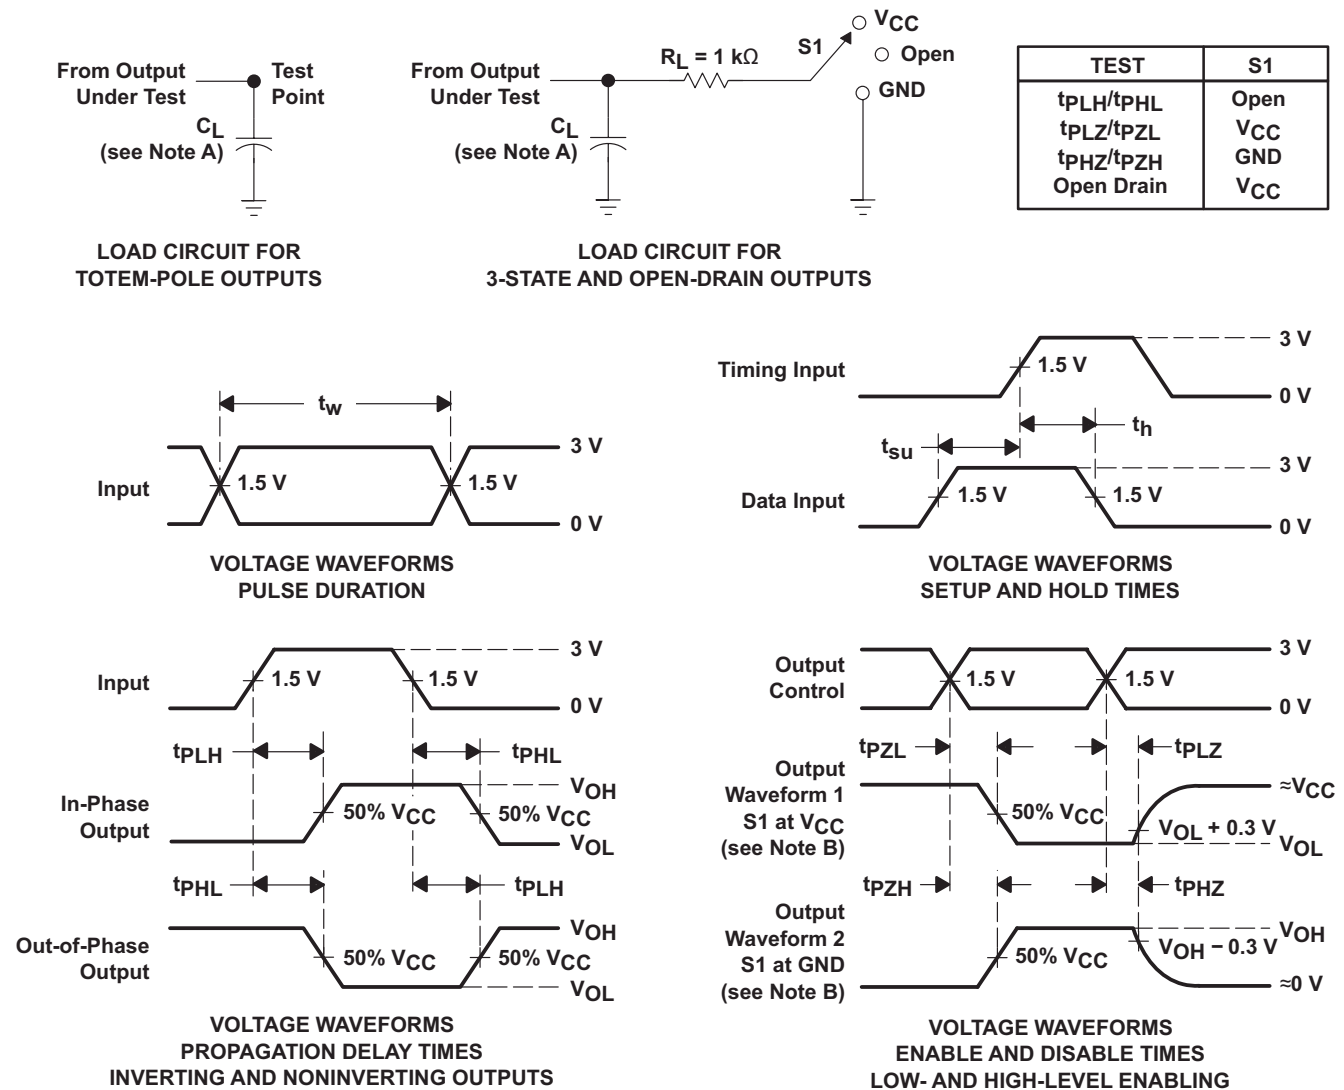 From Output
Under Test
Test
Point
CL
(see Note A)
LOAD CIRCUIT FOR
TOTEM-POLE OUTPUTS
From Output
Under Test
RL = 1 kΩ
S1
VCC
Open
GND
CL
(see Note A)
LOAD CIRCUIT FOR
3-STATE AND OPEN-DRAIN OUTPUTS
TEST S1
tPLH/tPHL Open
tPLZ/tPZL VCC
tPHZ/tPZH GND
Open Drain VCC
tw
Input
1.5 V
1.5 V
3 V
0 V
VOLTAGE WAVEFORMS
PULSE DURATION
Timing Input
1.5 V
3 V
0 V
th
tsu
Data Input
1.5 V
1.5 V
3 V
0 V
VOLTAGE WAVEFORMS
SETUP AND HOLD TIMES
Input
1.5 V
1.5 V
3 V
0 V
tPLH
tPHL
In-Phase
Output
50% VCC
50% VCC
VOH
VOL
tPHL
tPLH
Out-of-Phase
Output
50% VCC
50% VCC
VOH
VOL
VOLTAGE WAVEFORMS
PROPAGATION DELAY TIMES
INVERTING AND NONINVERTING OUTPUTS
Output
Control
1.5 V
1.5 V
3 V
0 V
tPZL
tPLZ
Output
Waveform 1
S1 at VCC
(see Note B)
50% VCC
≈VCC
VOL + 0.3 V
VOL
tPZH
tPHZ
Output
Waveform 2
S1 at GND
(see Note B)
50% VCC
VOH
VOH − 0.3 V
≈0 V
VOLTAGE WAVEFORMS
ENABLE AND DISABLE TIMES
LOW- AND HIGH-LEVEL ENABLING